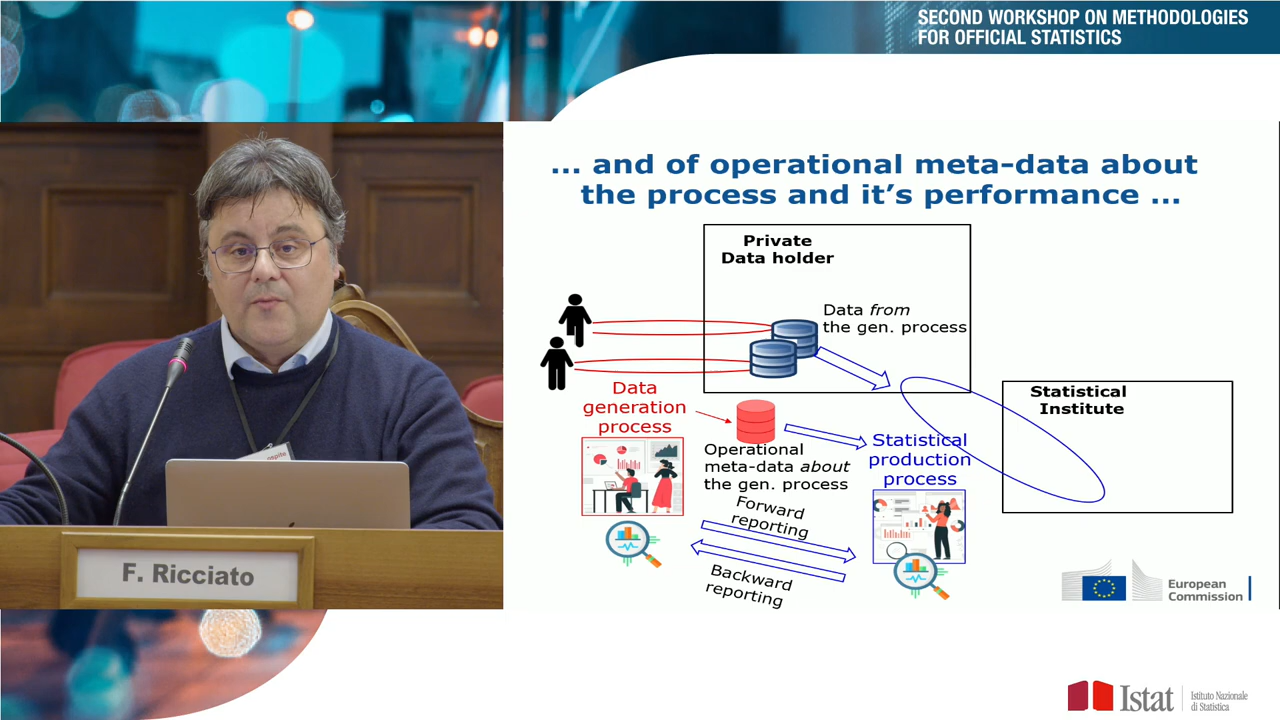 SECOND WORKSHOP ON METHODOLOGIES
FOR OFFICIAL STATISTICS
... and of operational meta-data about
the process and it's performance ...
Private
Data holder
Data from
the gen. process
Data
generation
process
Statistical
Institute
Operational
meta-data about
the gen. process
Statistical
production
process
Forward
reporting
Backward
reporting
F. Ricciato
European
Commission
Istat
Istituto Nazionale
di Statistica